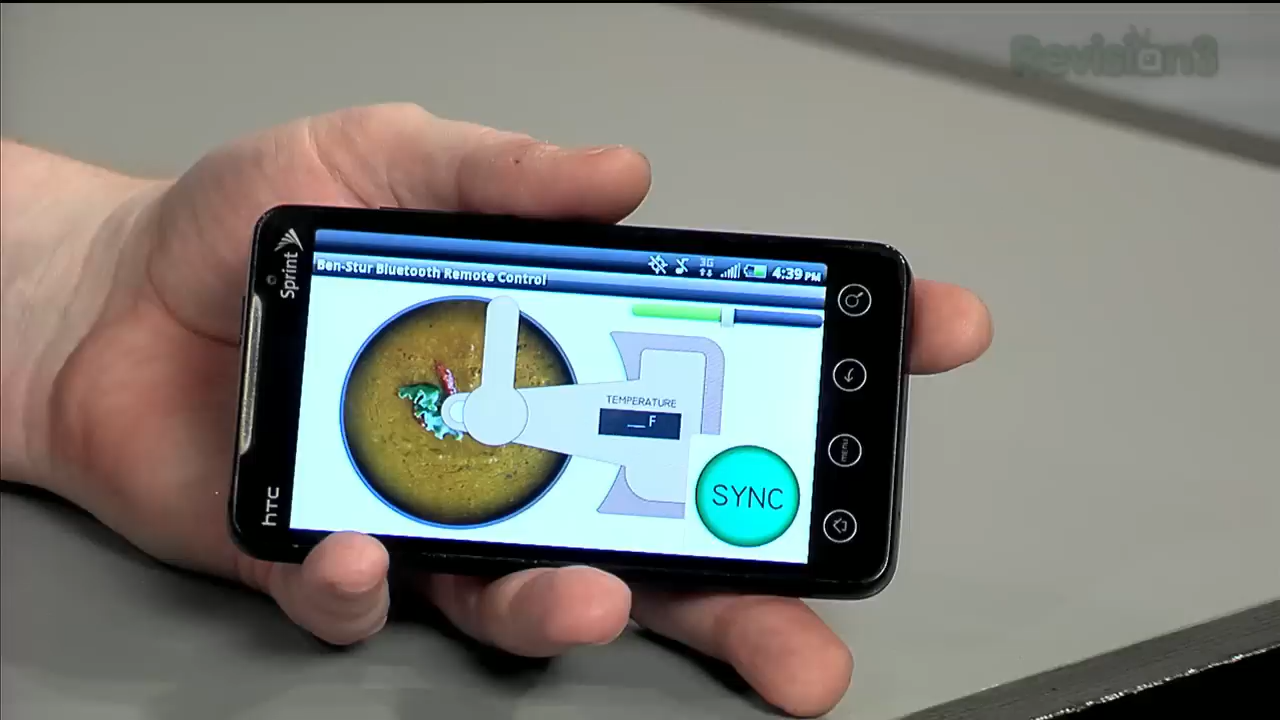 Revision3
Sprint
3G
4:39 PM
Ben-Stur Bluetooth Remote Control
TEMPERATURE
__ F
SYNC
menu
hTC